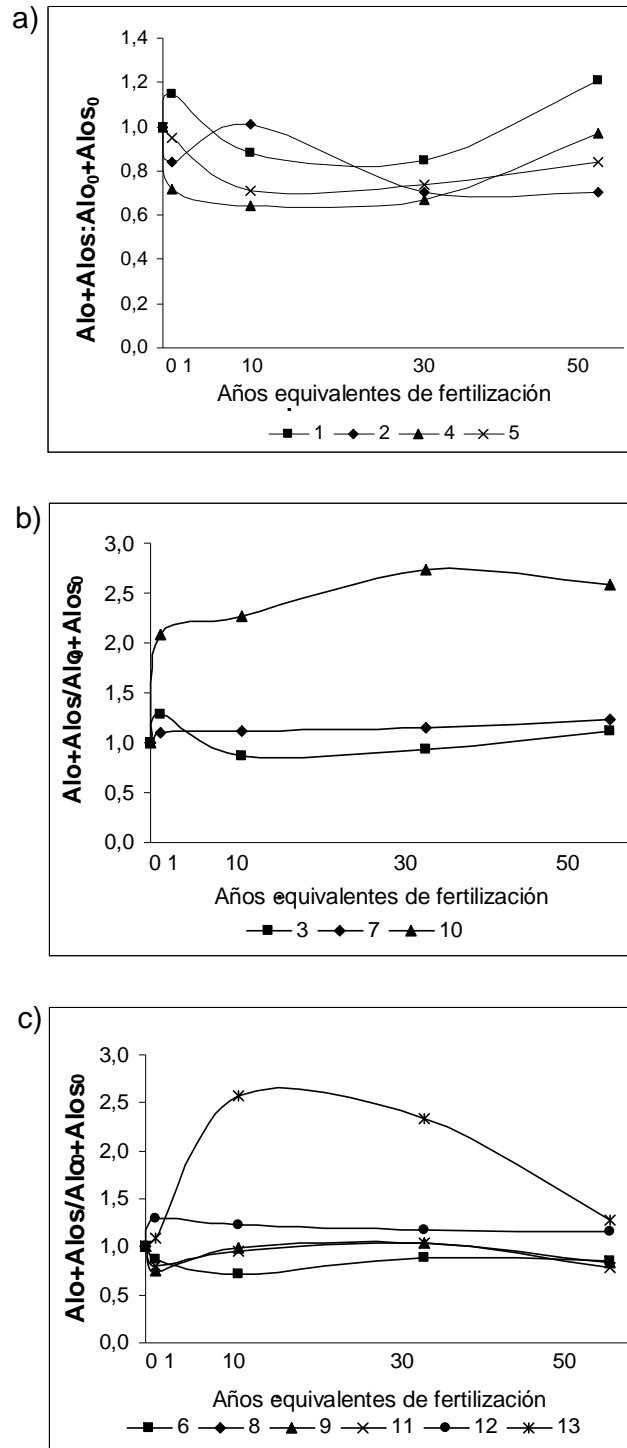 a)
1,4
1,2
1,0
0,8
0,6
0,4
0,2
0,0
Alo+Alos:Alo0+Alos0
0 1 10 30 50
Años equivalentes de fertilización
1 2 4 5
b)
3,0
2,5
2,0
1,5
1,0
0,5
0,0
Alo+Alos/Alo0+Alos0
0 1 10 30 50
Años equivalentes de fertilización
3 7 10
c)
3,0
2,5
2,0
1,5
1,0
0,5
0,0
Alo+Alos/Alo0+Alos0
0 1 10 30 50
Años equivalentes de fertilización
6 8 9 11 12 13